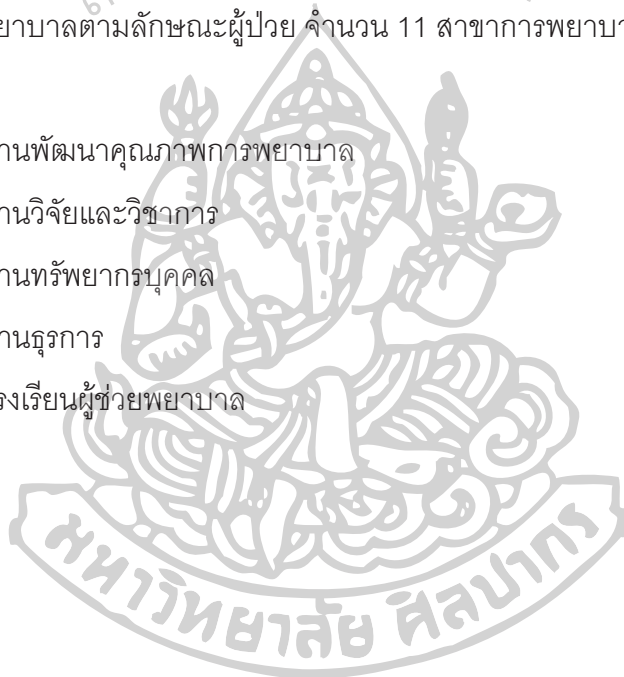 ยาบาลตามลักษณะผู้ป่วย จำนวน 11 สาขาการพยาบา
านพัฒนาคุณภาพการพยาบาล
านวิจัยและวิชาการ
านทรัพยากรบุคคล
านธุรการ
รงเรียนผู้ช่วยพยาบาล
มหาวิทยาลัย ศิลปากร